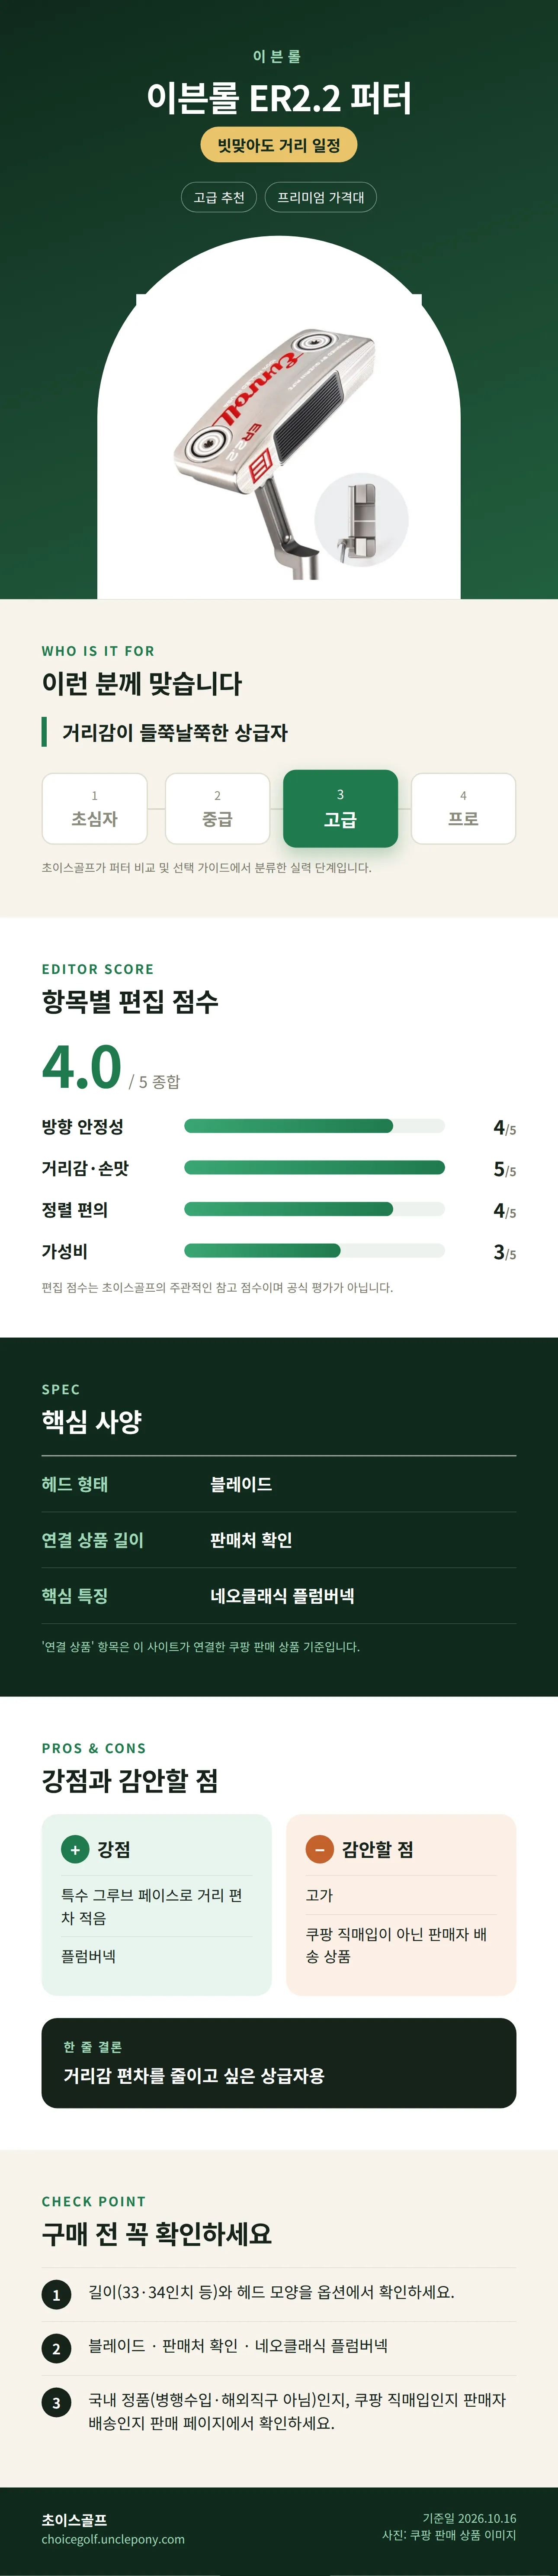 이븐롤
이븐롤 ER2.2 퍼터
빗맞아도 거리 일정
고급 추천
프리미엄 가격대
Evnroll
ER2.2
WHO IS IT FOR
이런 분께 맞습니다
거리감이 들쭉날쭉한 상급자
1
초심자
2
중급
3
고급
4
프로
초이스골프가 퍼터 비교 및 선택 가이드에서 분류한 실력 단계입니다.
EDITOR SCORE
항목별 편집 점수
4.0 / 5 종합
방향 안정성 4/5
거리감·손맛 5/5
정렬 편의 4/5
가성비 3/5
편집 점수는 초이스골프의 주관적인 참고 점수이며 공식 평가가 아닙니다.
SPEC
핵심 사양
헤드 형태 블레이드
연결 상품 길이 판매처 확인
핵심 특징 네오클래식 플럼버넥
'연결 상품' 항목은 이 사이트가 연결한 쿠팡 판매 상품 기준입니다.
PROS & CONS
강점과 감안할 점
+ 강점
특수 그루브 페이스로 거리 편
차 적음
플럼버넥
− 감안할 점
고가
쿠팡 직매입이 아닌 판매자 배
송 상품
한 줄 결론
거리감 편차를 줄이고 싶은 상급자용
CHECK POINT
구매 전 꼭 확인하세요
1 길이(33·34인치 등)와 헤드 모양을 옵션에서 확인하세요.
2 블레이드 · 판매처 확인 · 네오클래식 플럼버넥
3 국내 정품(병행수입·해외직구 아님)인지, 쿠팡 직매입인지 판매자
배송인지 판매 페이지에서 확인하세요.
초이스골프
choicegolf.unclepony.com
기준일 2026.10.16
사진: 쿠팡 판매 상품 이미지